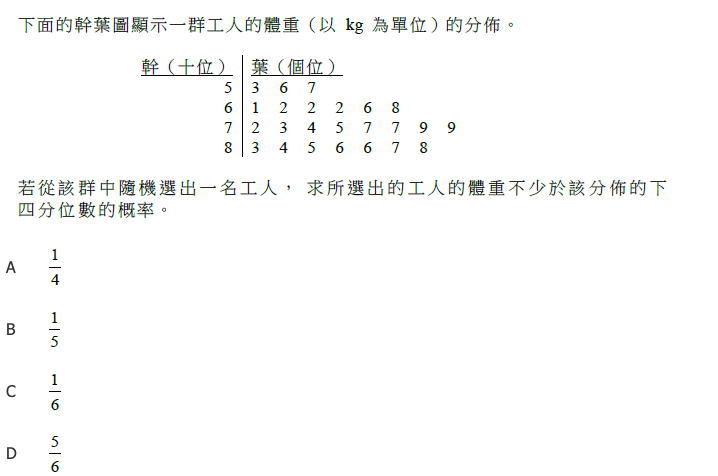 下面的幹葉圖顯示一群工人的體重（以 kg 為單位）的分佈。
幹（十位） 葉（個位）
5 3 6 7
6 1 2 2 2 6 8
7 2 3 4 5 7 7 9 9
8 3 4 5 6 6 7 8
若從該群中隨機選出一名工人， 求所選出的工人的體重不少於該分佈的下
四分位數的概率。
A 1/4
B 1/5
C 1/6
D 5/6